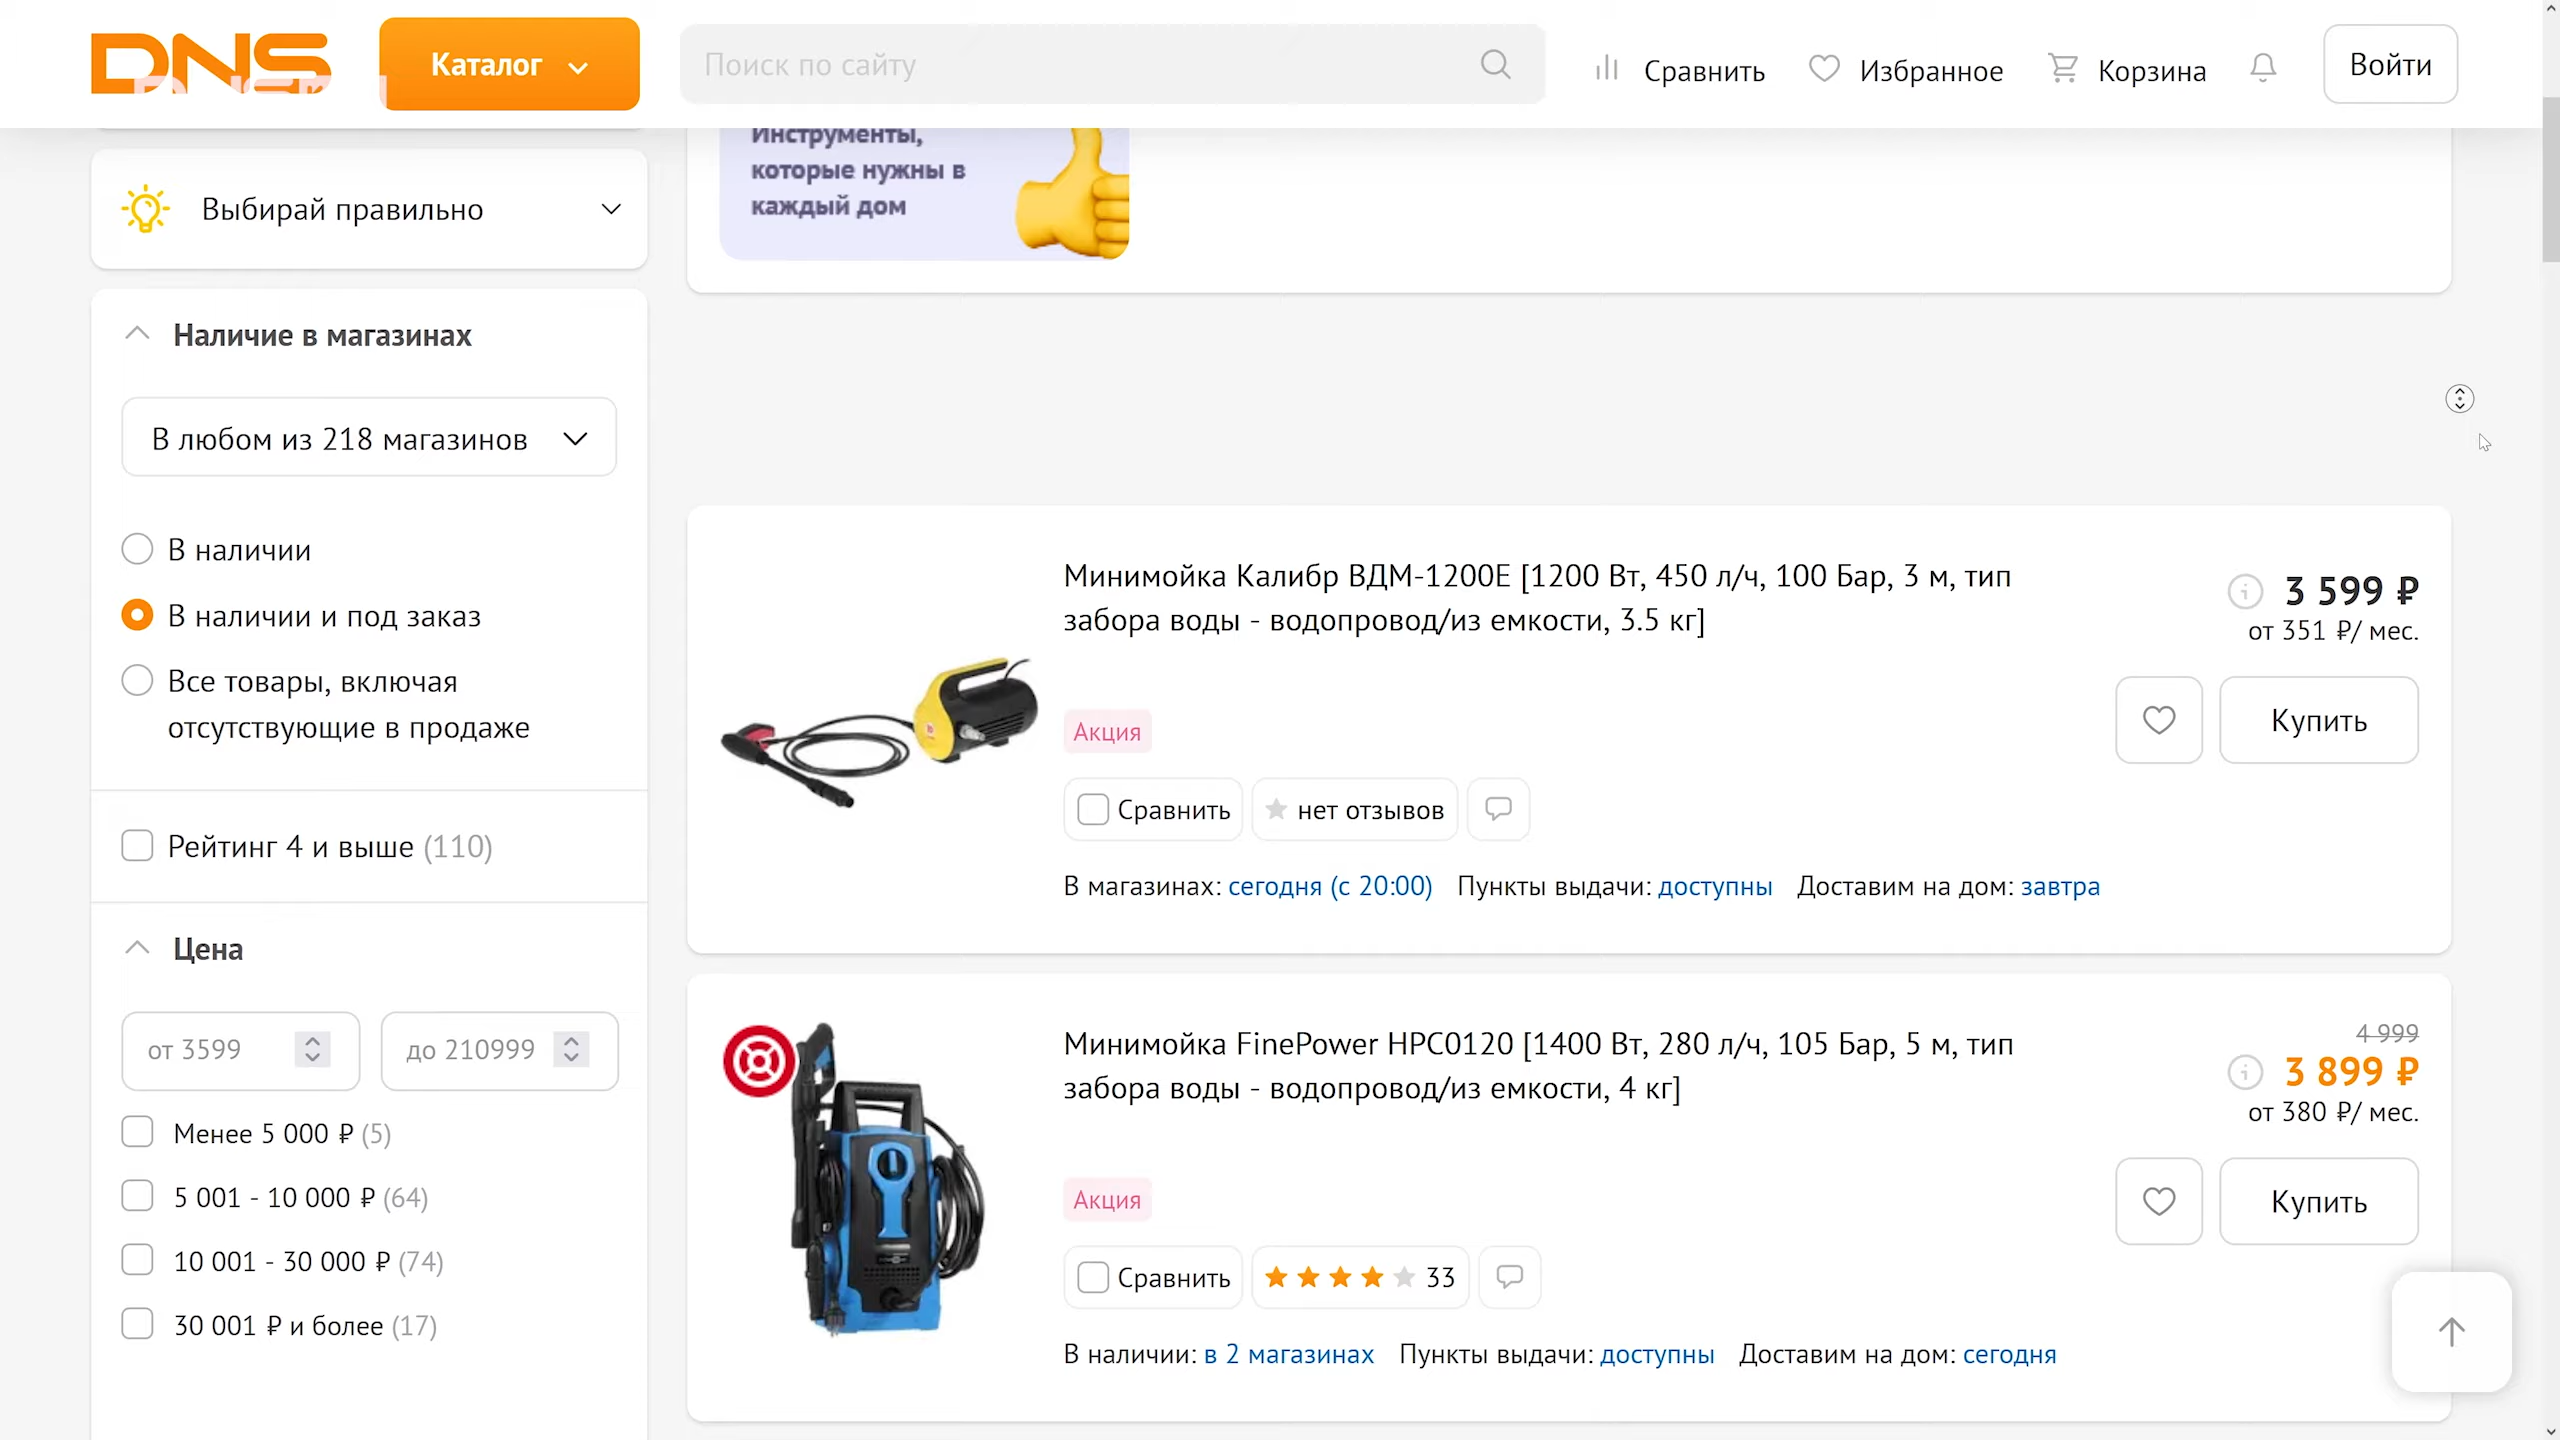 DNS
Каталог
Поиск по сайту
Сравнить
Избранное
Корзина
Войти
Инструменты,
которые нужны в
каждый дом
Выбирай правильно
Наличие в магазинах
В любом из 218 магазинов
В наличии
В наличии и под заказ
Все товары, включая
отсутствующие в продаже
Рейтинг 4 и выше (110)
Цена
от 3599
до 210999
Менее 5 000 ₽ (5)
5 001 - 10 000 ₽ (64)
10 001 - 30 000 ₽ (74)
30 001 ₽ и более (17)
Минимойка Калибр ВДМ-1200Е [1200 Вт, 450 л/ч, 100 Бар, 3 м, тип
забора воды - водопровод/из емкости, 3.5 кг]
3 599 ₽
от 351 ₽/ мес.
Купить
Акция
Сравнить
нет отзывов
В магазинах: сегодня (с 20:00) Пункты выдачи: доступны Доставим на дом: завтра
Минимойка FinePower HPC0120 [1400 Вт, 280 л/ч, 105 Бар, 5 м, тип
забора воды - водопровод/из емкости, 4 кг]
4 999
3 899 ₽
от 380 ₽/ мес.
Купить
Акция
Сравнить
33
В наличии: в 2 магазинах Пункты выдачи: доступны Доставим на дом: сегодня